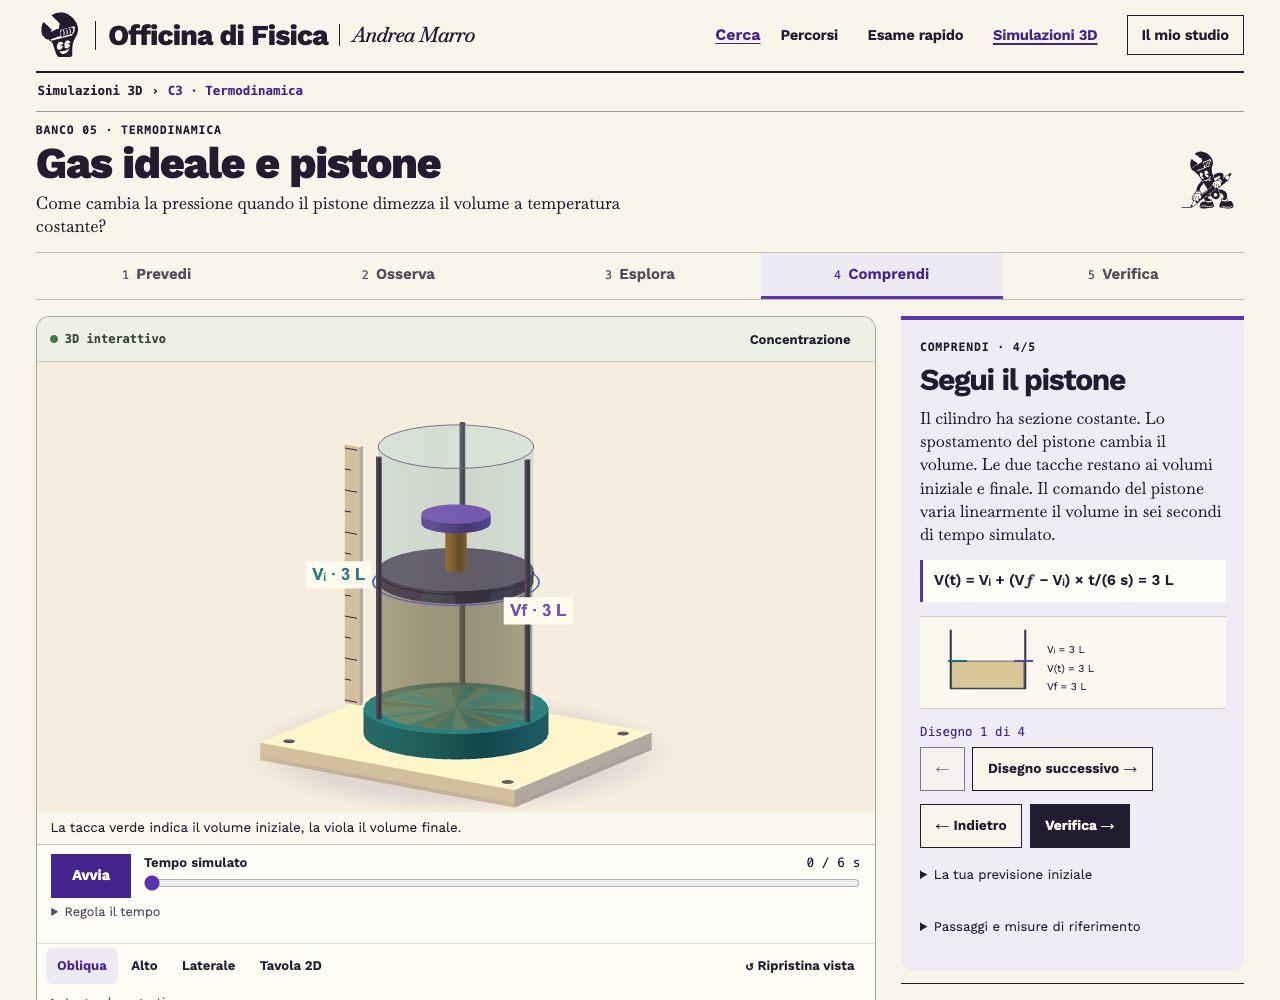 Officina di Fisica
Andrea Marro
Cerca
Percorsi
Esame rapido
Simulazioni 3D
Il mio studio
Simulazioni 3D › C3 · Termodinamica
BANCO 05 · TERMODINAMICA
Gas ideale e pistone
Come cambia la pressione quando il pistone dimezza il volume a temperatura
costante?
1 Prevedi
2 Osserva
3 Esplora
4 Comprendi
5 Verifica
3D interattivo
Concentrazione
Vᵢ · 3 L
Vf · 3 L
La tacca verde indica il volume iniziale, la viola il volume finale.
Avvia
Tempo simulato
0 / 6 s
▶ Regola il tempo
Obliqua
Alto
Laterale
Tavola 2D
↺ Ripristina vista
COMPRENDI · 4/5
Segui il pistone
Il cilindro ha sezione costante. Lo
spostamento del pistone cambia il
volume. Le due tacche restano ai volumi
iniziale e finale. Il comando del pistone
varia linearmente il volume in sei secondi
di tempo simulato.
V(t) = Vᵢ + (V𝑓 − Vᵢ) × t/(6 s) = 3 L
Vᵢ = 3 L
V(t) = 3 L
Vf = 3 L
Disegno 1 di 4
←
Disegno successivo →
← Indietro
Verifica →
▶ La tua previsione iniziale
▶ Passaggi e misure di riferimento